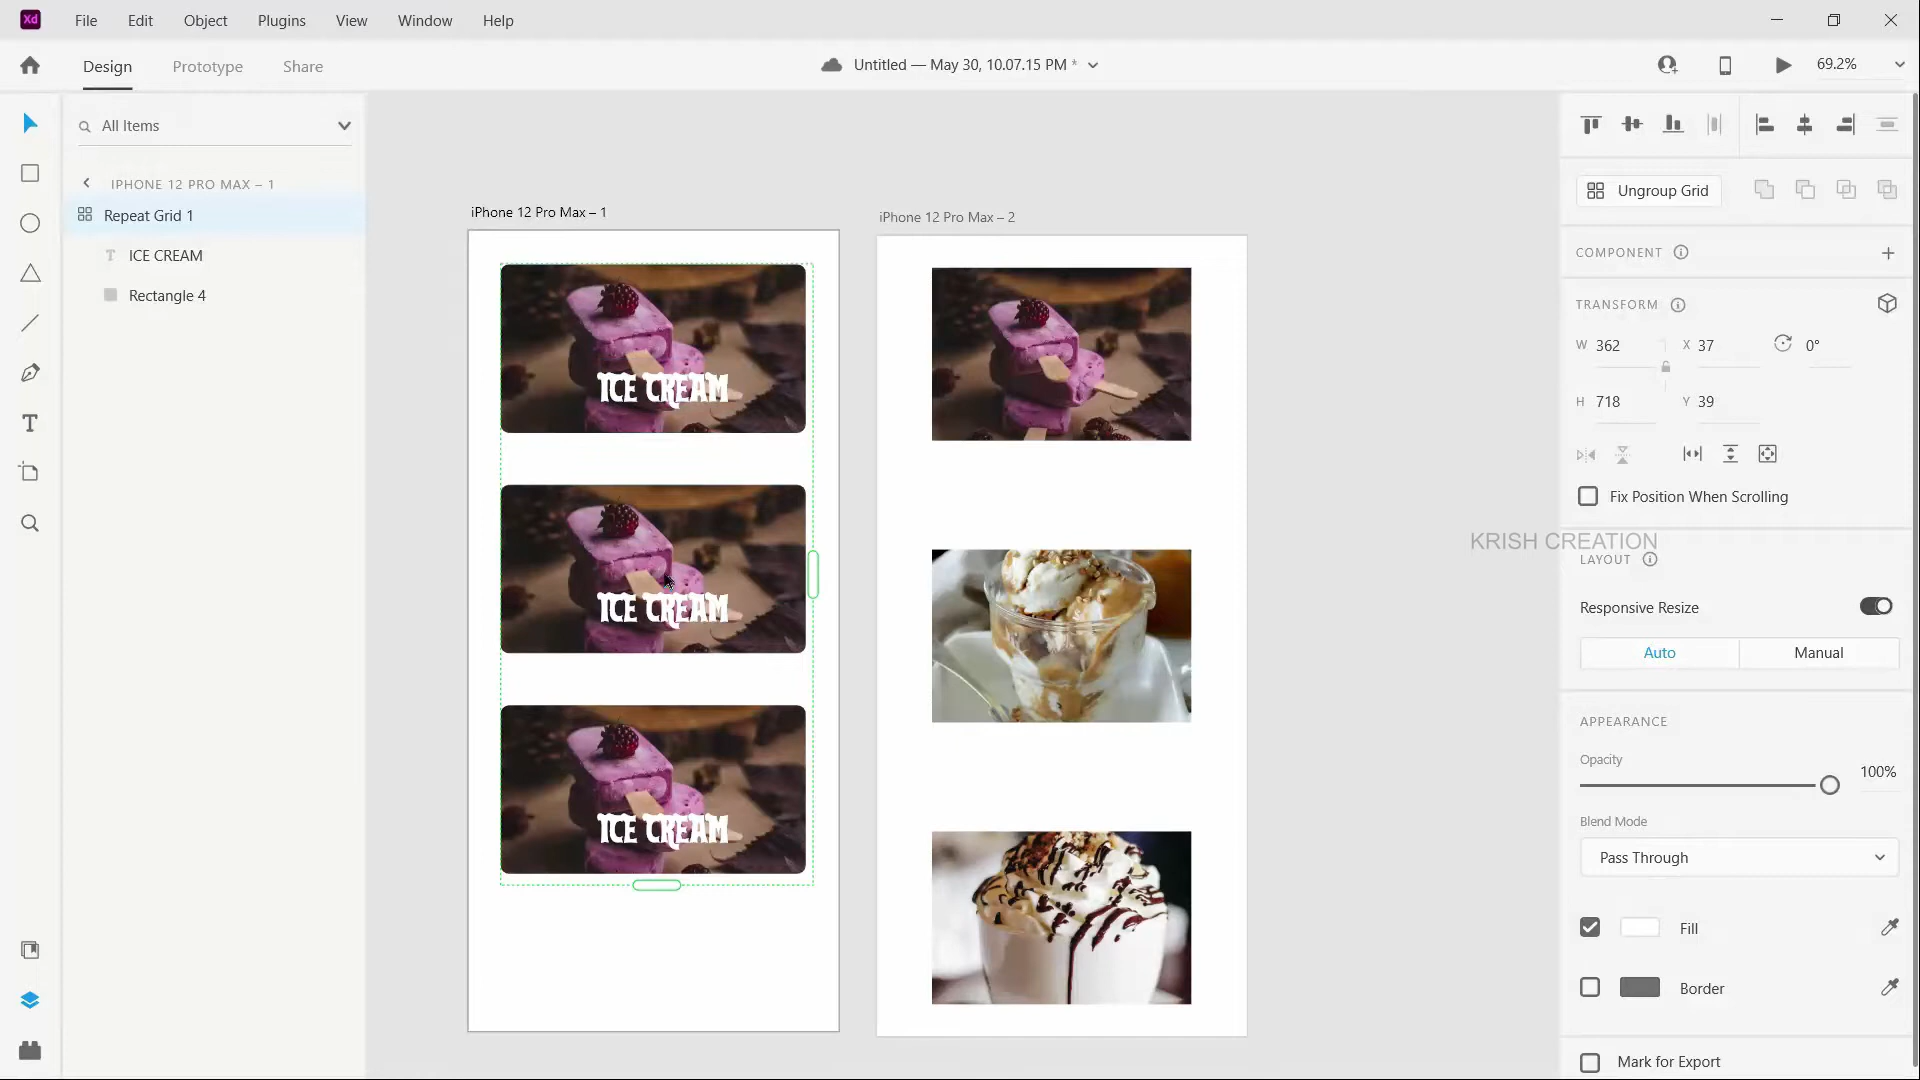 Xd File Edit Object Plugins View Window Help
Design Prototype Share Untitled — May 30, 10.07.15 PM * 69.2%
All Items
IPHONE 12 PRO MAX – 1
Repeat Grid 1
ICE CREAM
Rectangle 4
iPhone 12 Pro Max – 1
iPhone 12 Pro Max – 2
ICE CREAM
ICE CREAM
ICE CREAM
Ungroup Grid
COMPONENT
TRANSFORM
W 362 X 37 0°
H 718 Y 39
Fix Position When Scrolling
KRISH CREATION
LAYOUT
Responsive Resize
Auto Manual
APPEARANCE
Opacity
100%
Blend Mode
Pass Through
Fill
Border
Mark for Export